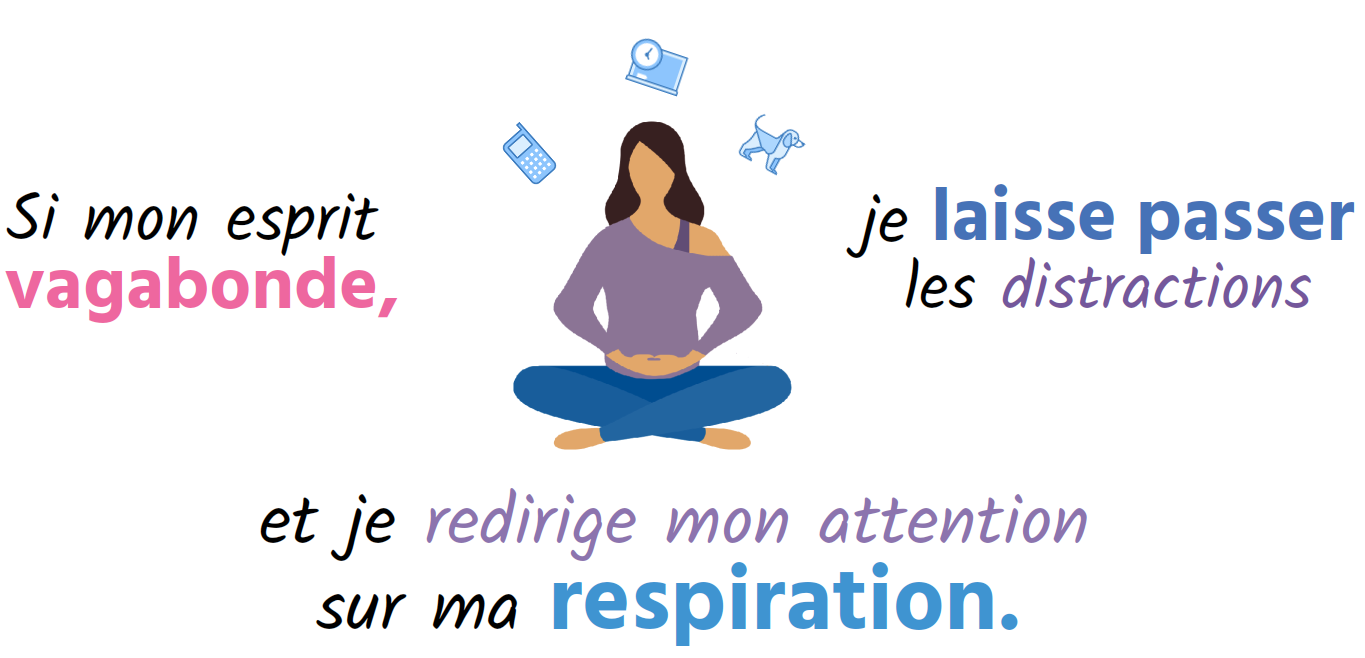 Si mon esprit
vagabonde,
je laisse passer
les distractions
et je redirige mon attention
sur ma respiration.